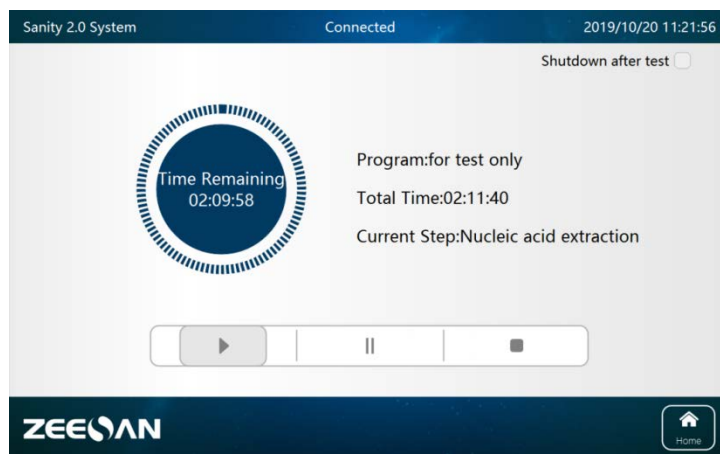 Sanity 2.0 System
Connected
2019/10/20 11:21:56
Shutdown after test
Time Remaining
02:09:58
Program:for test only
Total Time:02:11:40
Current Step:Nucleic acid extraction
ZEESAN
Home